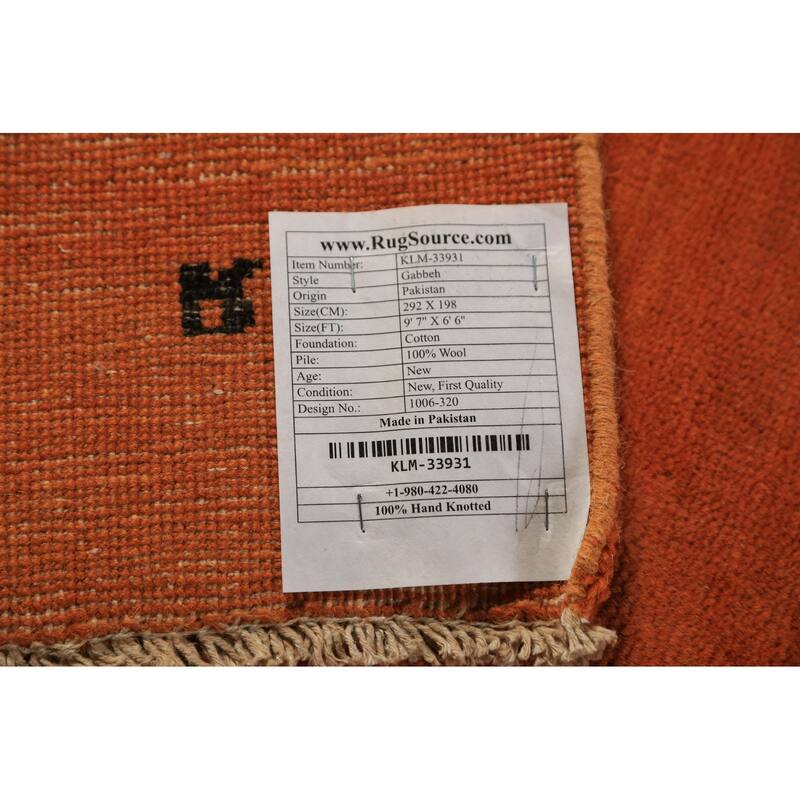 www.RugSource.com
Item Number: KLM-33931
Style Gabbeh
Origin Pakistan
Size(CM): 292 X 198
Size(FT): 9' 7" X 6' 6"
Foundation: Cotton
Pile: 100% Wool
Age: New
Condition: New, First Quality
Design No.: 1006-320
Made in Pakistan
KLM-33931
+1-980-422-4080
100% Hand Knotted